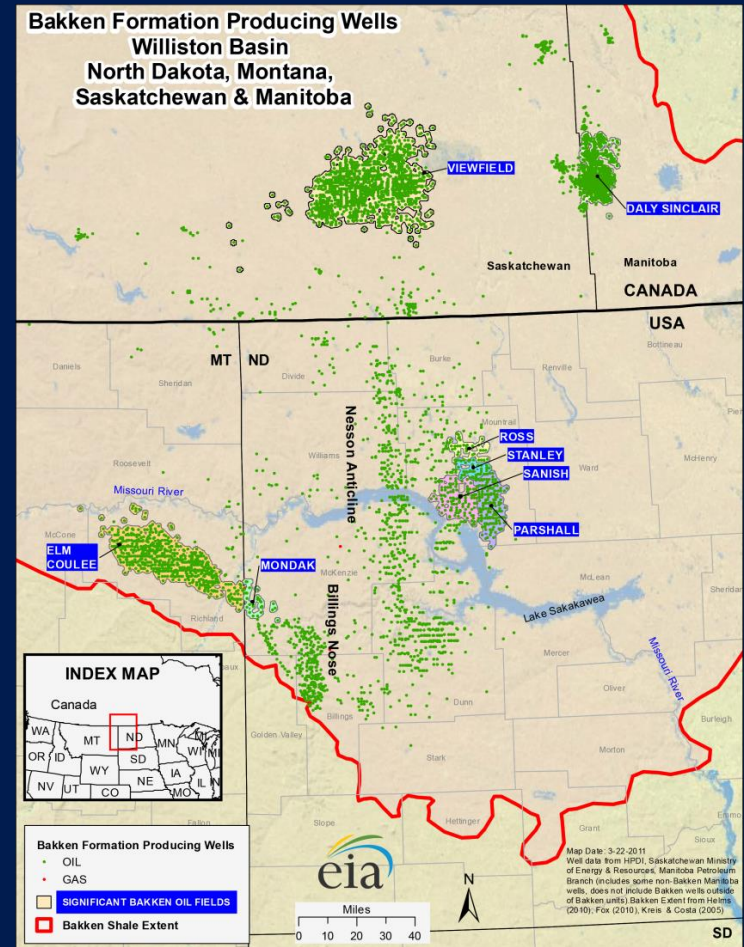 Bakken Formation Producing Wells
Williston Basin
North Dakota, Montana,
Saskatchewan & Manitoba
VIEWFIELD
DALY SINCLAIR
Saskatchewan
Manitoba
CANADA
USA
MT
ND
Daniels
Sheridan
Divide
Burke
Renville
Bottineau
Nesson Anticline
Mountrail
ROSS
STANLEY
SANISH
PARSHALL
Ward
McHenry
Williams
Roosevelt
Missouri River
McCone
ELM
COULEE
Richland
MONDAK
McKenzie
Billings Nose
McLean
Sheridan
Lake Sakakawea
Mercer
Missouri River
Oliver
Dunn
Billings
Golden Valley
Stark
Morton
Burleigh
Slope
Hettinger
Grant
Sioux
Fallon
INDEX MAP
Canada
WA
MT
ND
MN
OR
ID
SD
WI
MI
WY
IA
NV
UT
CO
NE
IL
IN
MO
Bakken Formation Producing Wells
OIL
GAS
SIGNIFICANT BAKKEN OIL FIELDS
Bakken Shale Extent
eia
Miles
0 10 20 30 40
N
Map Date: 3-22-2011
Well data from HPDI, Saskatchewan Ministry
of Energy & Resources, Manitoba Petroleum
Branch (includes some non-Bakken Manitoba
wells, does not include Bakken wells outside
of Bakken units) Bakken Extent from Helms
(2010), Fox (2010), Kreis & Costa (2005)
SD